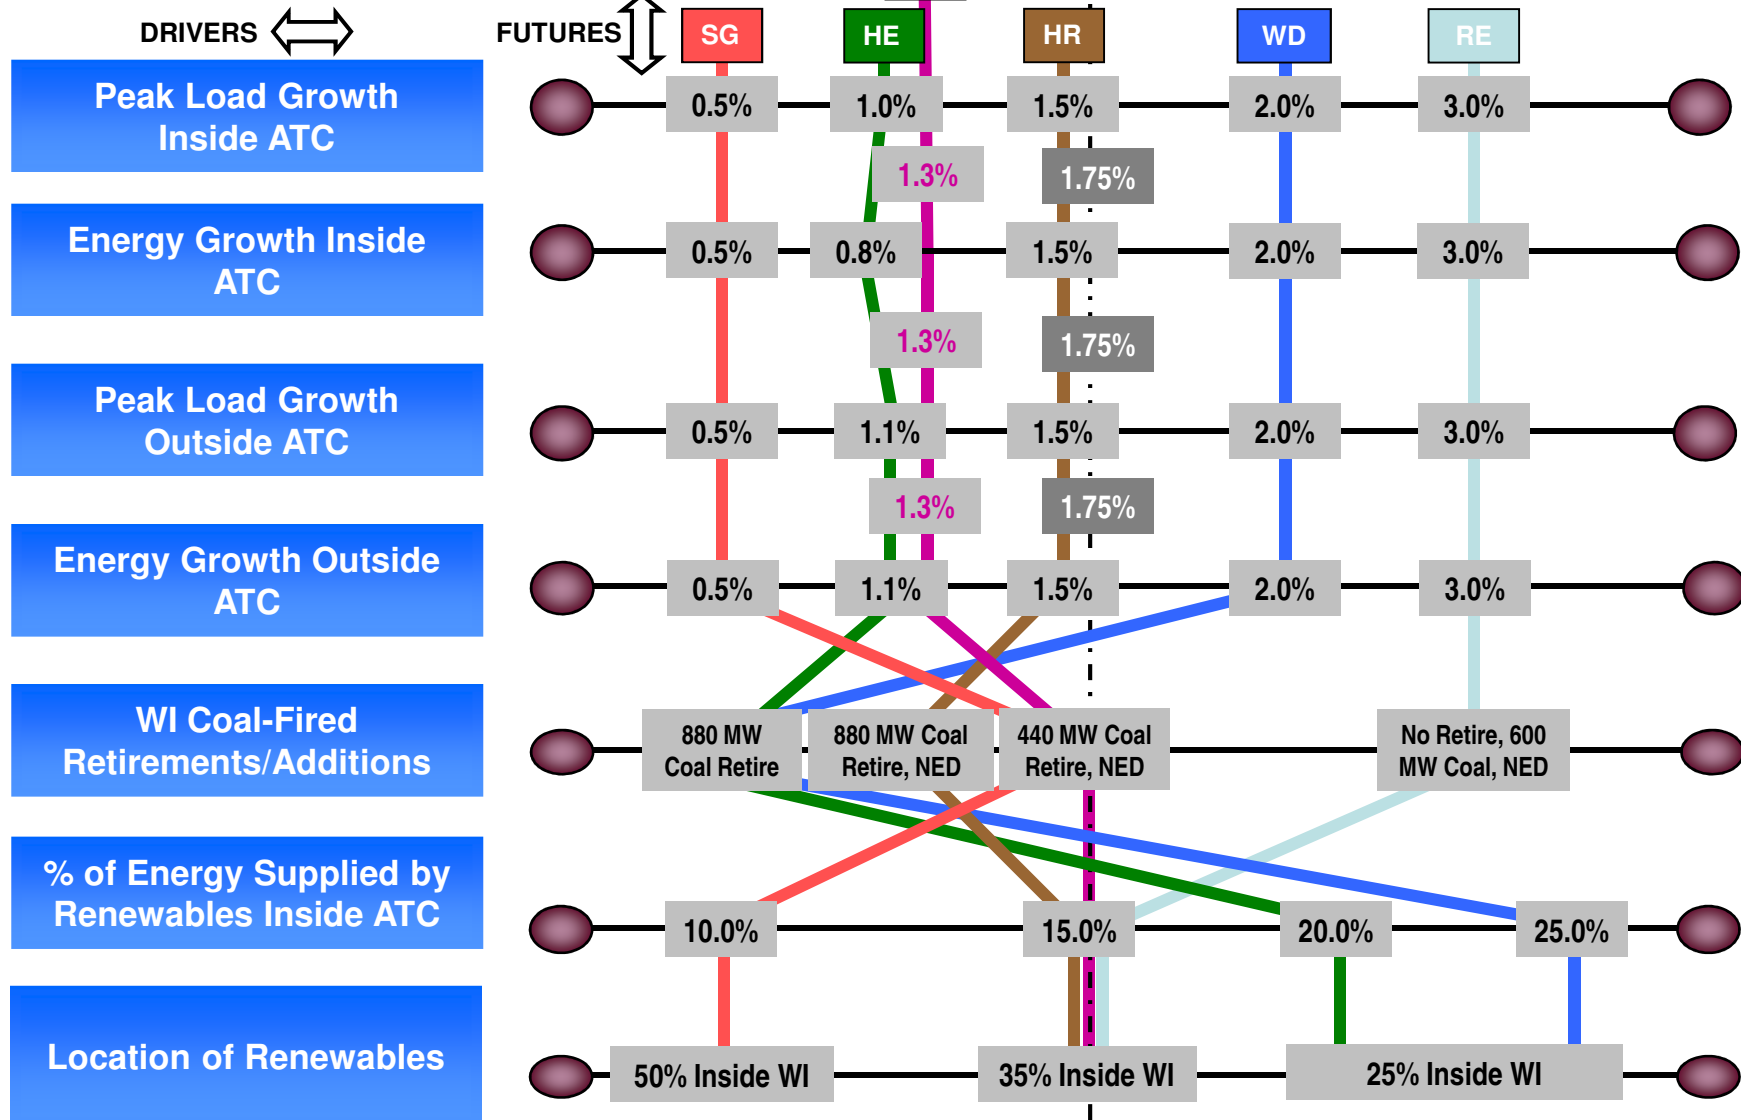 DRIVERS FUTURES SG HE HR WD RE
Peak Load Growth
Inside ATC
0.5% 1.0% 1.5% 2.0% 3.0%
1.3% 1.75%
Energy Growth Inside
ATC
0.5% 0.8% 1.5% 2.0% 3.0%
1.3% 1.75%
Peak Load Growth
Outside ATC
0.5% 1.1% 1.5% 2.0% 3.0%
1.3% 1.75%
Energy Growth Outside
ATC
0.5% 1.1% 1.5% 2.0% 3.0%
WI Coal-Fired
Retirements/Additions
880 MW
Coal Retire
880 MW Coal
Retire, NED
440 MW Coal
Retire, NED
No Retire, 600
MW Coal, NED
% of Energy Supplied by
Renewables Inside ATC
10.0% 15.0% 20.0% 25.0%
Location of Renewables
50% Inside WI 35% Inside WI 25% Inside WI